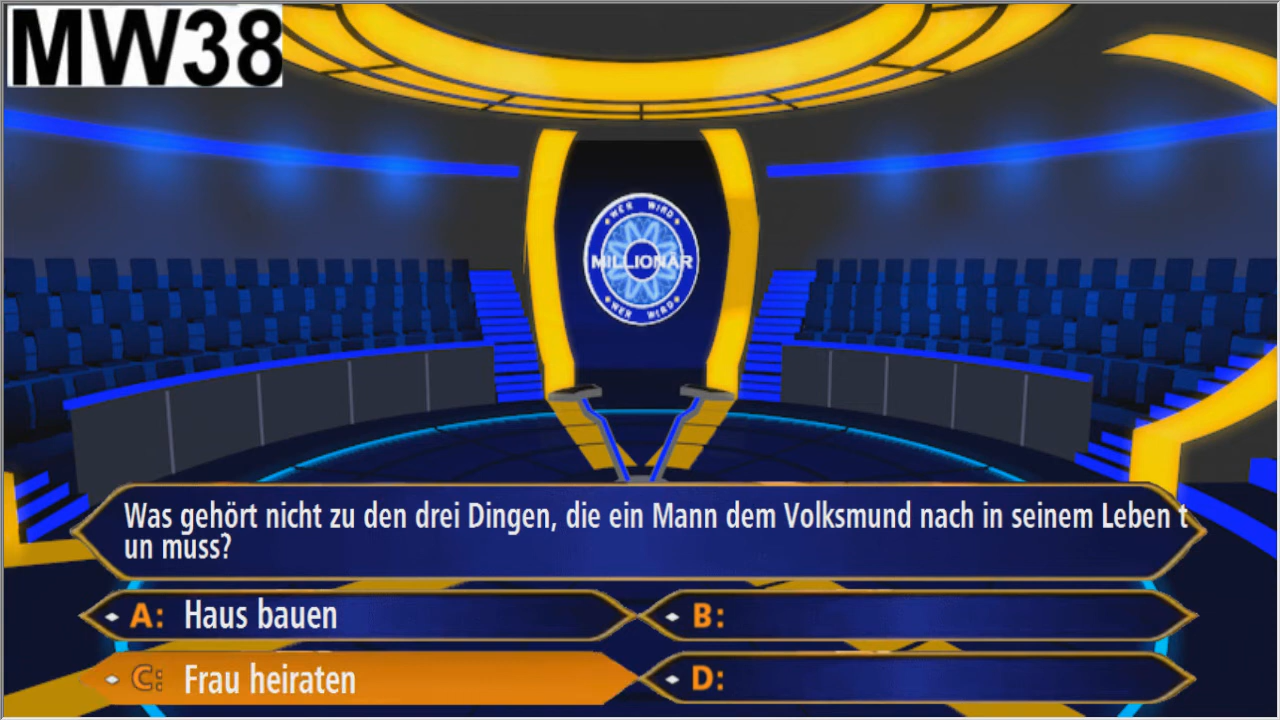 MW38
WER WIRD
MILLIONÄR
WER WIRD
Was gehört nicht zu den drei Dingen, die ein Mann dem Volksmund nach in seinem Leben t
un muss?
A: Haus bauen
B:
C: Frau heiraten
D: